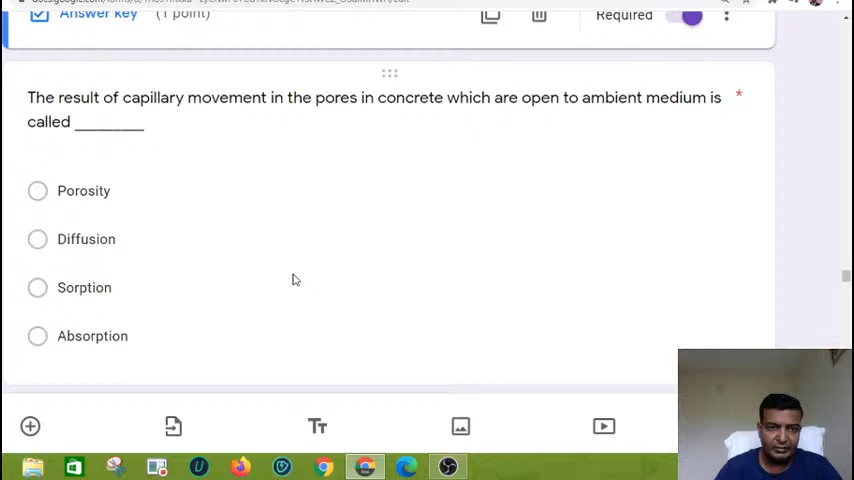 Answer key (1 point)
Required
The result of capillary movement in the pores in concrete which are open to ambient medium is *
called ________
Porosity
Diffusion
Sorption
Absorption
Tт